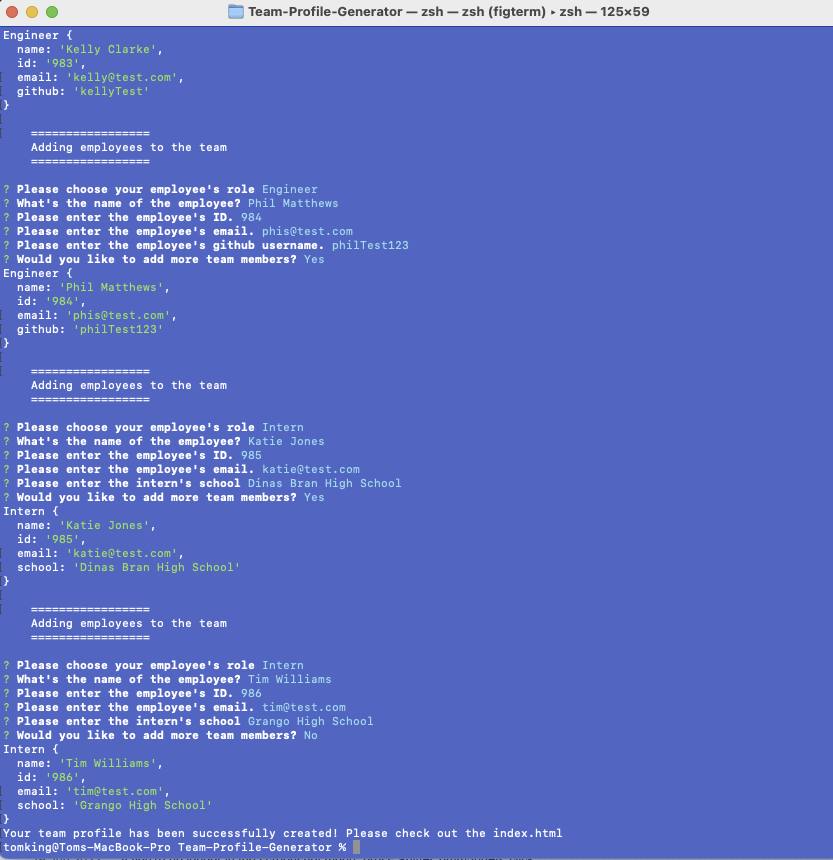 Team-Profile-Generator — zsh — zsh (figterm) ▸ zsh — 125×59
Engineer {
  name: 'Kelly Clarke',
  id: '983',
  email: 'kelly@test.com',
  github: 'kellyTest'
}
    =================
    Adding employees to the team
    =================
? Please choose your employee's role Engineer
? What's the name of the employee? Phil Matthews
? Please enter the employee's ID. 984
? Please enter the employee's email. phis@test.com
? Please enter the employee's github username. philTest123
? Would you like to add more team members? Yes
Engineer {
  name: 'Phil Matthews',
  id: '984',
  email: 'phis@test.com',
  github: 'philTest123'
}
    =================
    Adding employees to the team
    =================
? Please choose your employee's role Intern
? What's the name of the employee? Katie Jones
? Please enter the employee's ID. 985
? Please enter the employee's email. katie@test.com
? Please enter the intern's school Dinas Bran High School
? Would you like to add more team members? Yes
Intern {
  name: 'Katie Jones',
  id: '985',
  email: 'katie@test.com',
  school: 'Dinas Bran High School'
}
    =================
    Adding employees to the team
    =================
? Please choose your employee's role Intern
? What's the name of the employee? Tim Williams
? Please enter the employee's ID. 986
? Please enter the employee's email. tim@test.com
? Please enter the intern's school Grango High School
? Would you like to add more team members? No
Intern {
  name: 'Tim Williams',
  id: '986',
  email: 'tim@test.com',
  school: 'Grango High School'
}
Your team profile has been successfully created! Please check out the index.html
tomking@Toms-MacBook-Pro Team-Profile-Generator %